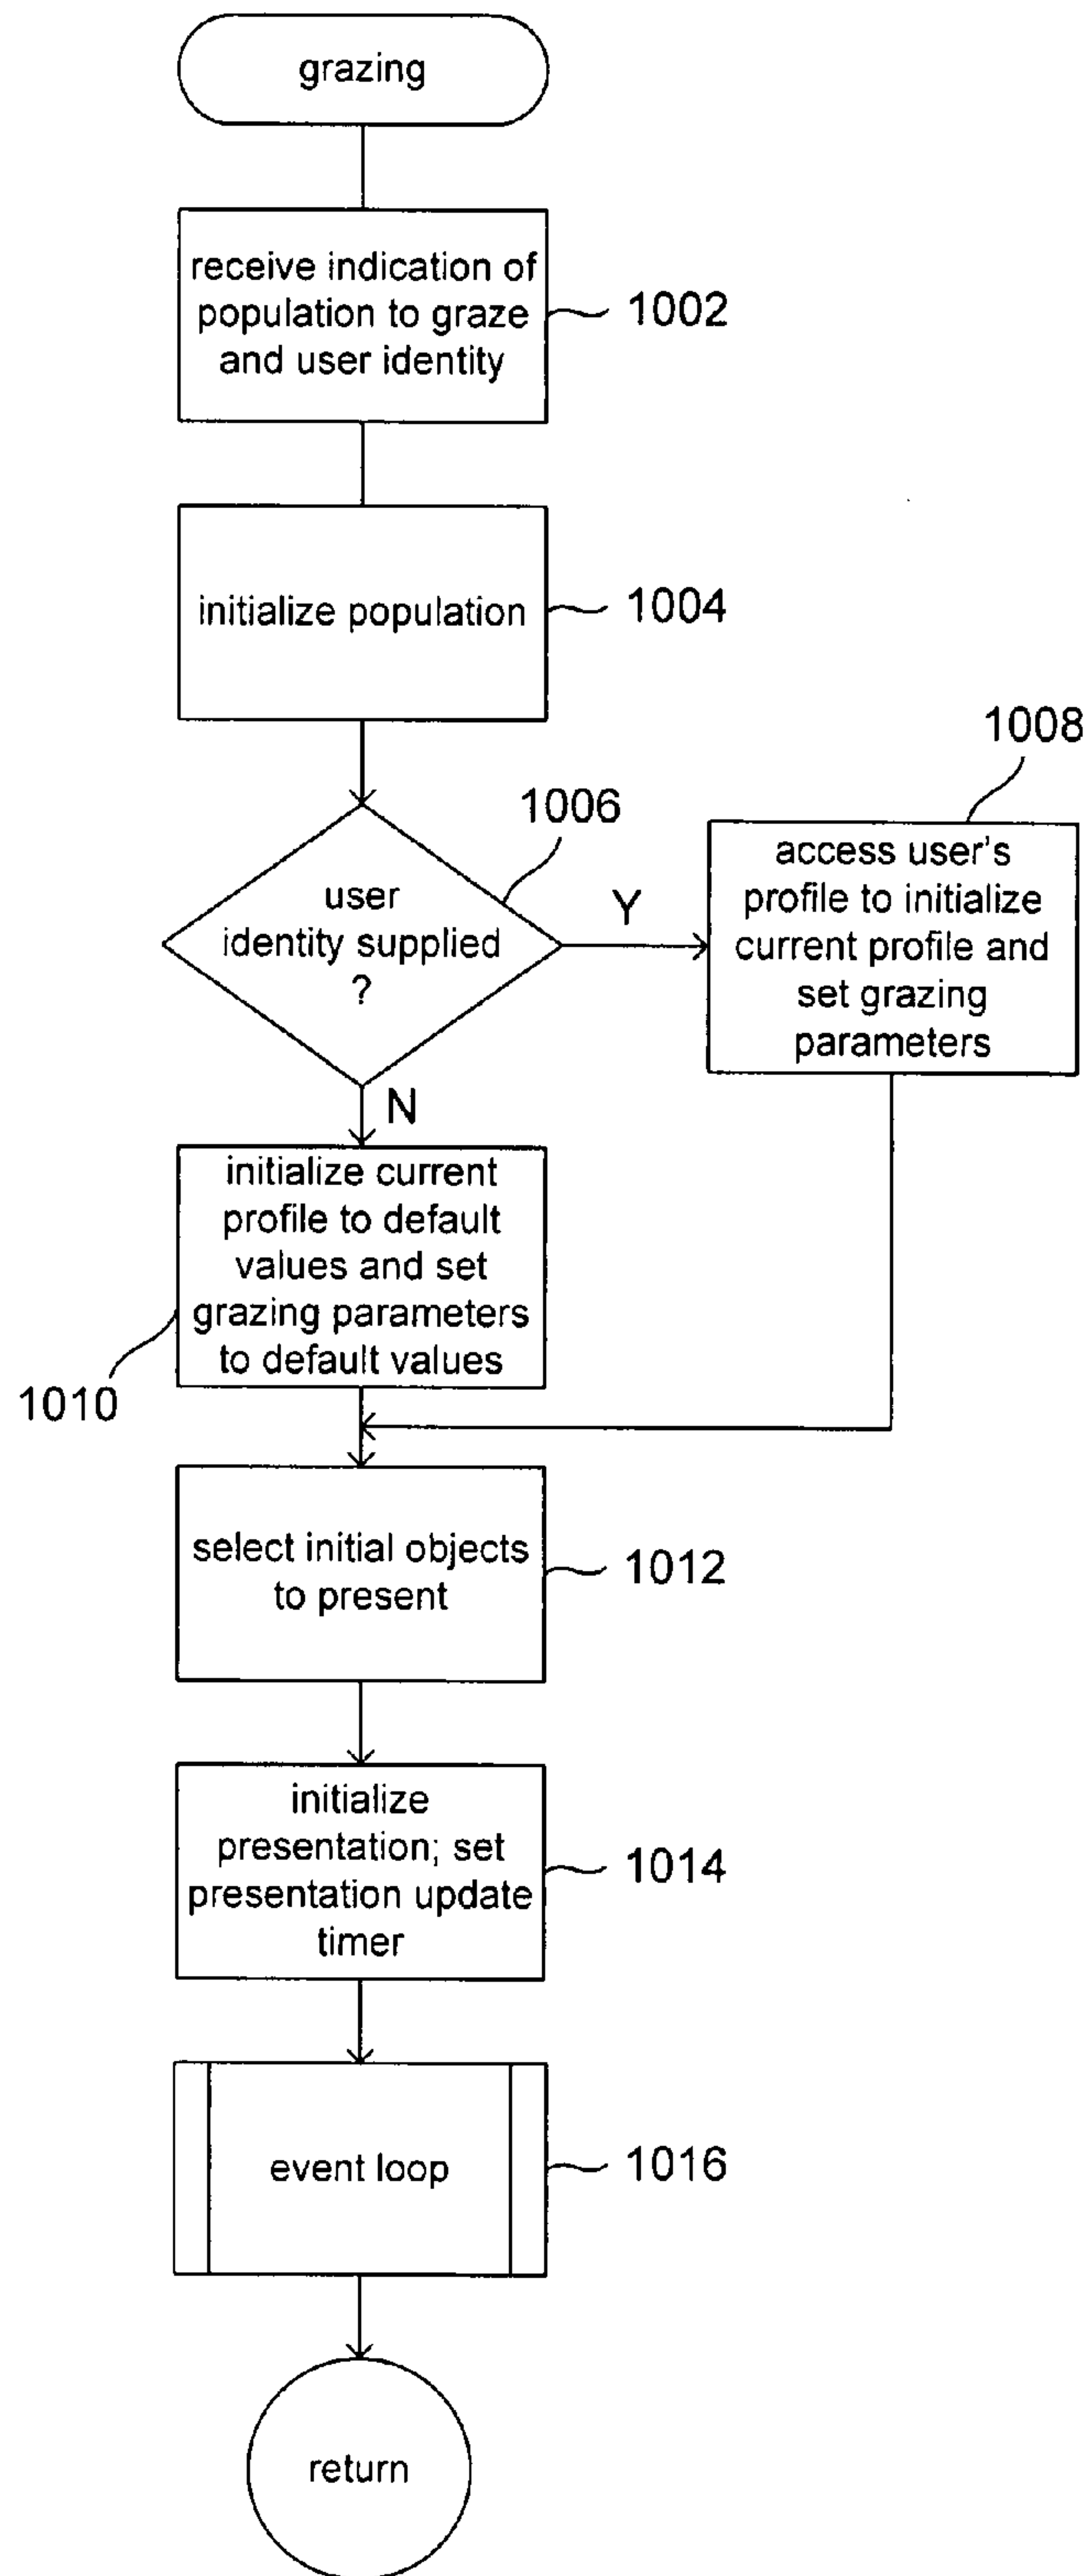 grazing
receive indication of
population to graze
and user identity
1002
initialize population
1004
1008
1006
user
identity supplied
?
Y
access user's
profile to initialize
current profile and
set grazing
parameters
N
initialize current
profile to default
values and set
grazing parameters
to default values
1010
select initial objects
to present
1012
initialize
presentation; set
presentation update
timer
1014
event loop
1016
return